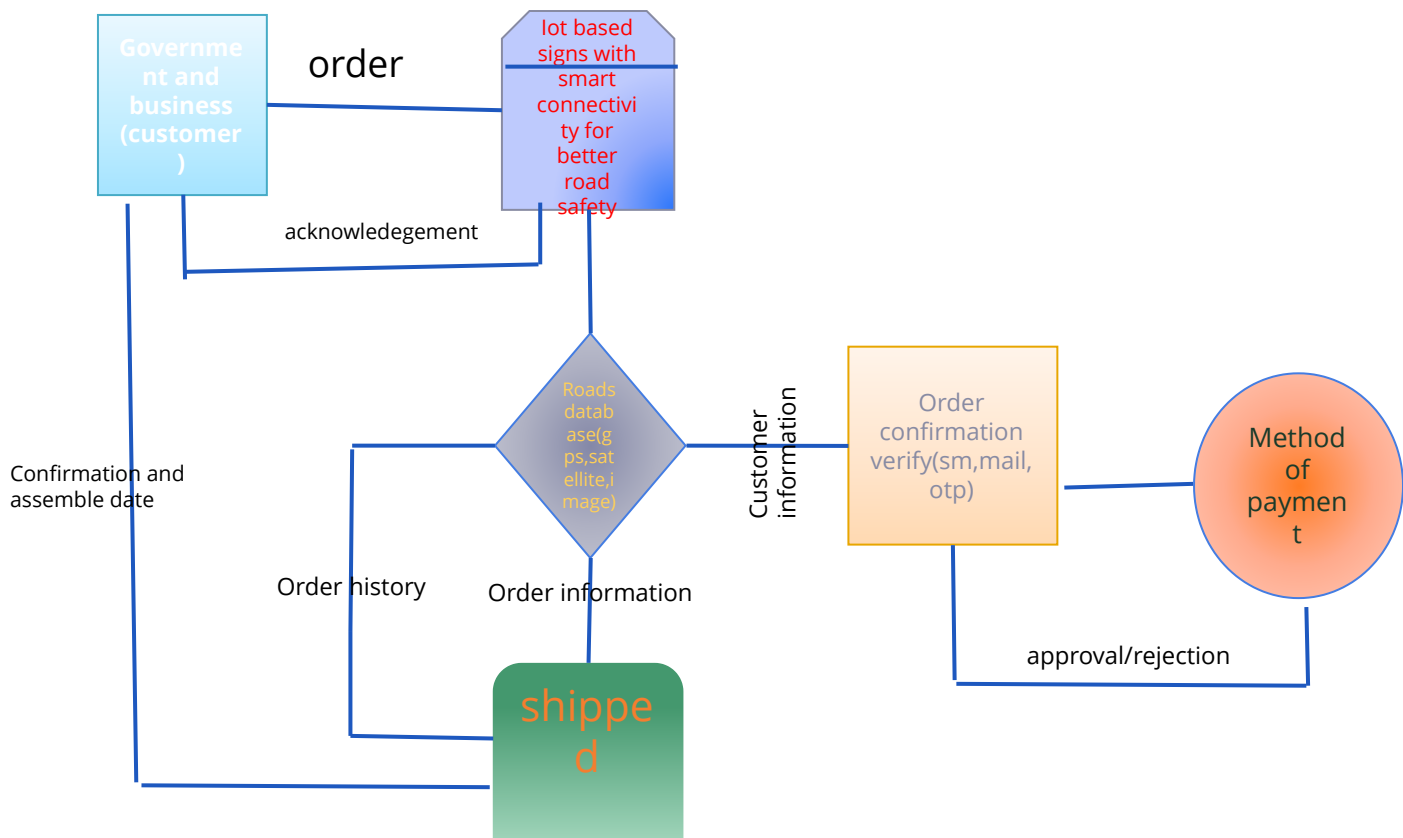 Governme
nt and
business
(customer
)
order
Iot based
signs with
smart
connectivi
ty for
better
road
safety
acknowledegement
Roads
datab
ase(g
ps,sat
ellite,i
mage)
Customer
information
Order
confirmation
verify(sm,mail,
otp)
Method
of
paymen
t
Confirmation and
assemble date
Order history
Order information
approval/rejection
shippe
d